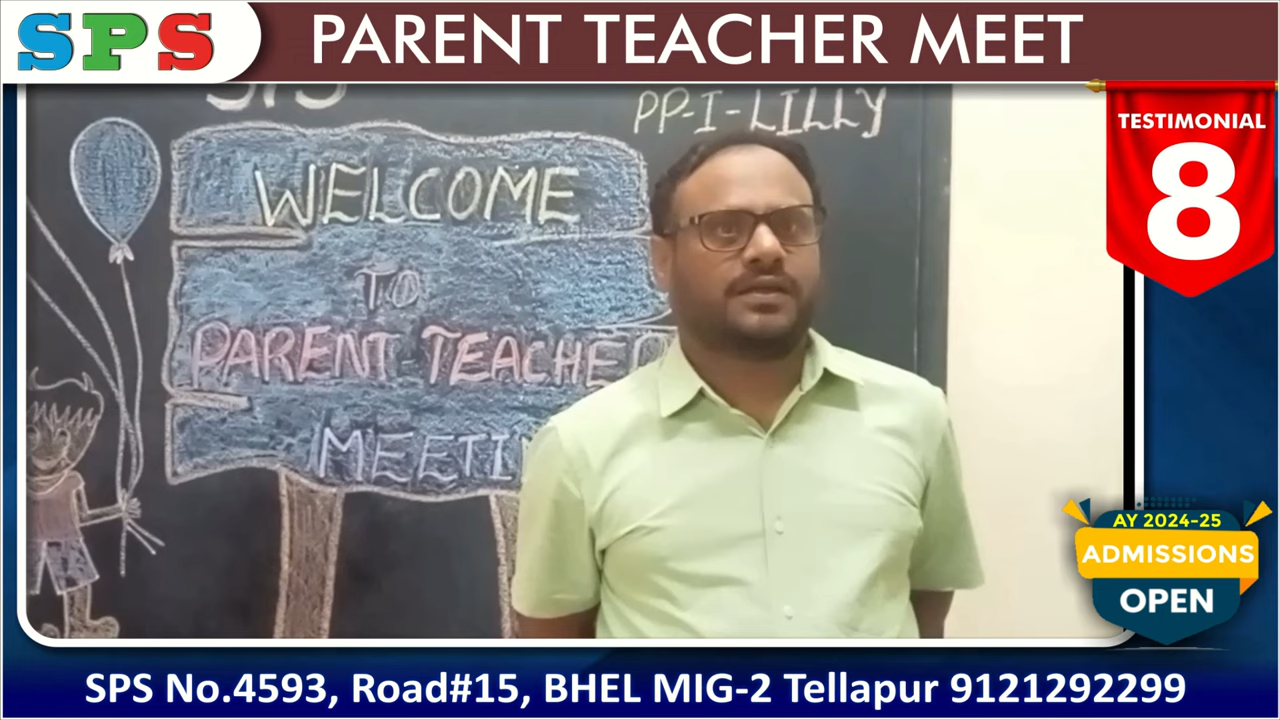 SPS
PARENT TEACHER MEET
SPS
PP-I-LILLY
TESTIMONIAL
8
WELCOME
TO
PARENT-TEACHER
MEETI
AY 2024-25
ADMISSIONS
OPEN
SPS No.4593, Road#15, BHEL MIG-2 Tellapur 9121292299